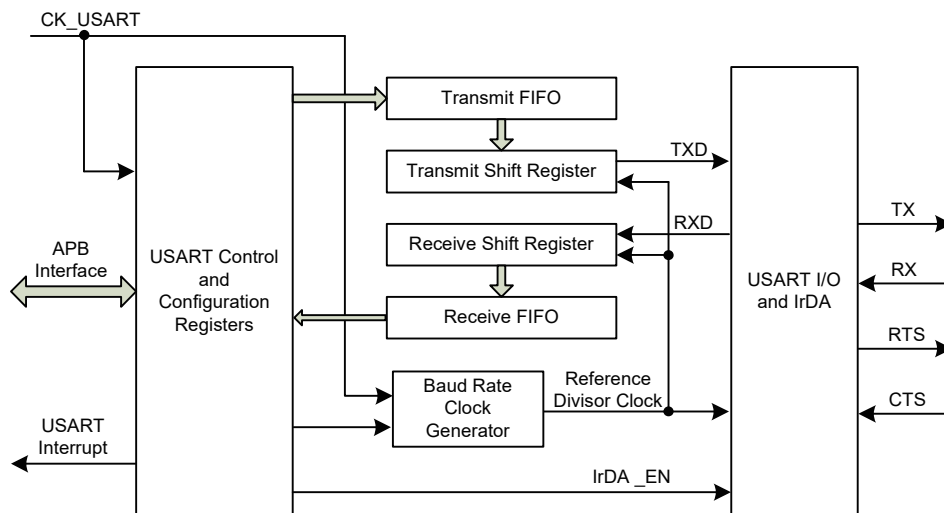 CK_USART
Transmit FIFO
TXD
Transmit Shift Register
RXD
TX
Receive Shift Register
APB
Interface
USART Control
and
Configuration
Registers
USART I/O
and IrDA
RX
Receive FIFO
RTS
Baud Rate
Clock
Generator
Reference
Divisor Clock
CTS
USART
Interrupt
IrDA _EN